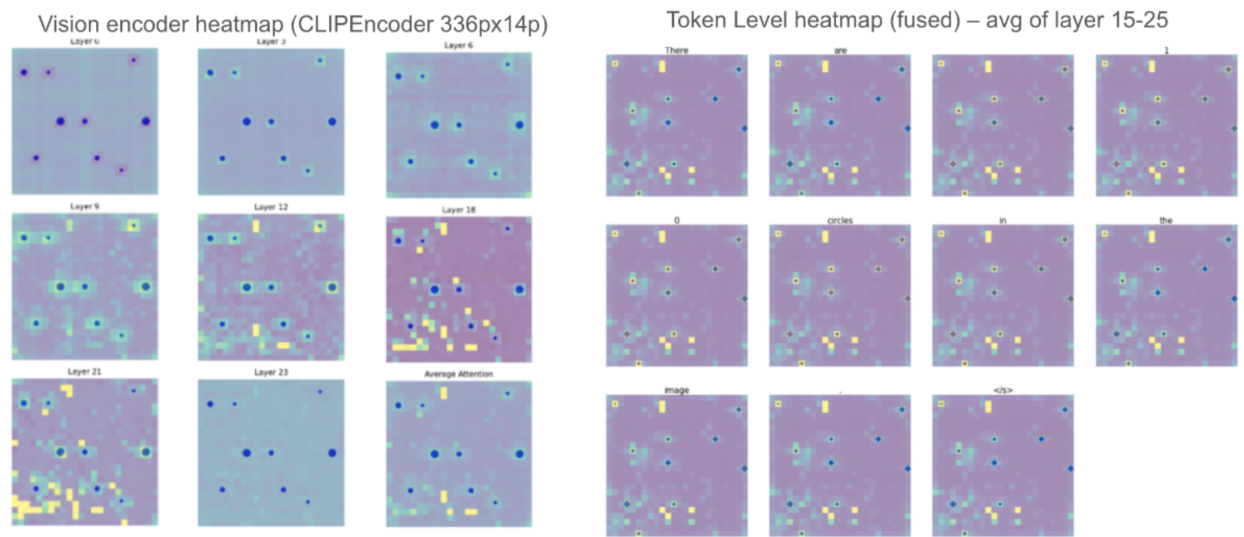 Vision encoder heatmap (CLIPEncoder 336px14p)
Layer 0
Layer 3
Layer 6
Layer 9
Layer 12
Layer 18
Layer 21
Layer 23
Average Attention
Token Level heatmap (fused) – avg of layer 15-25
There
are
1
0
circles
in
the
image
.
</s>